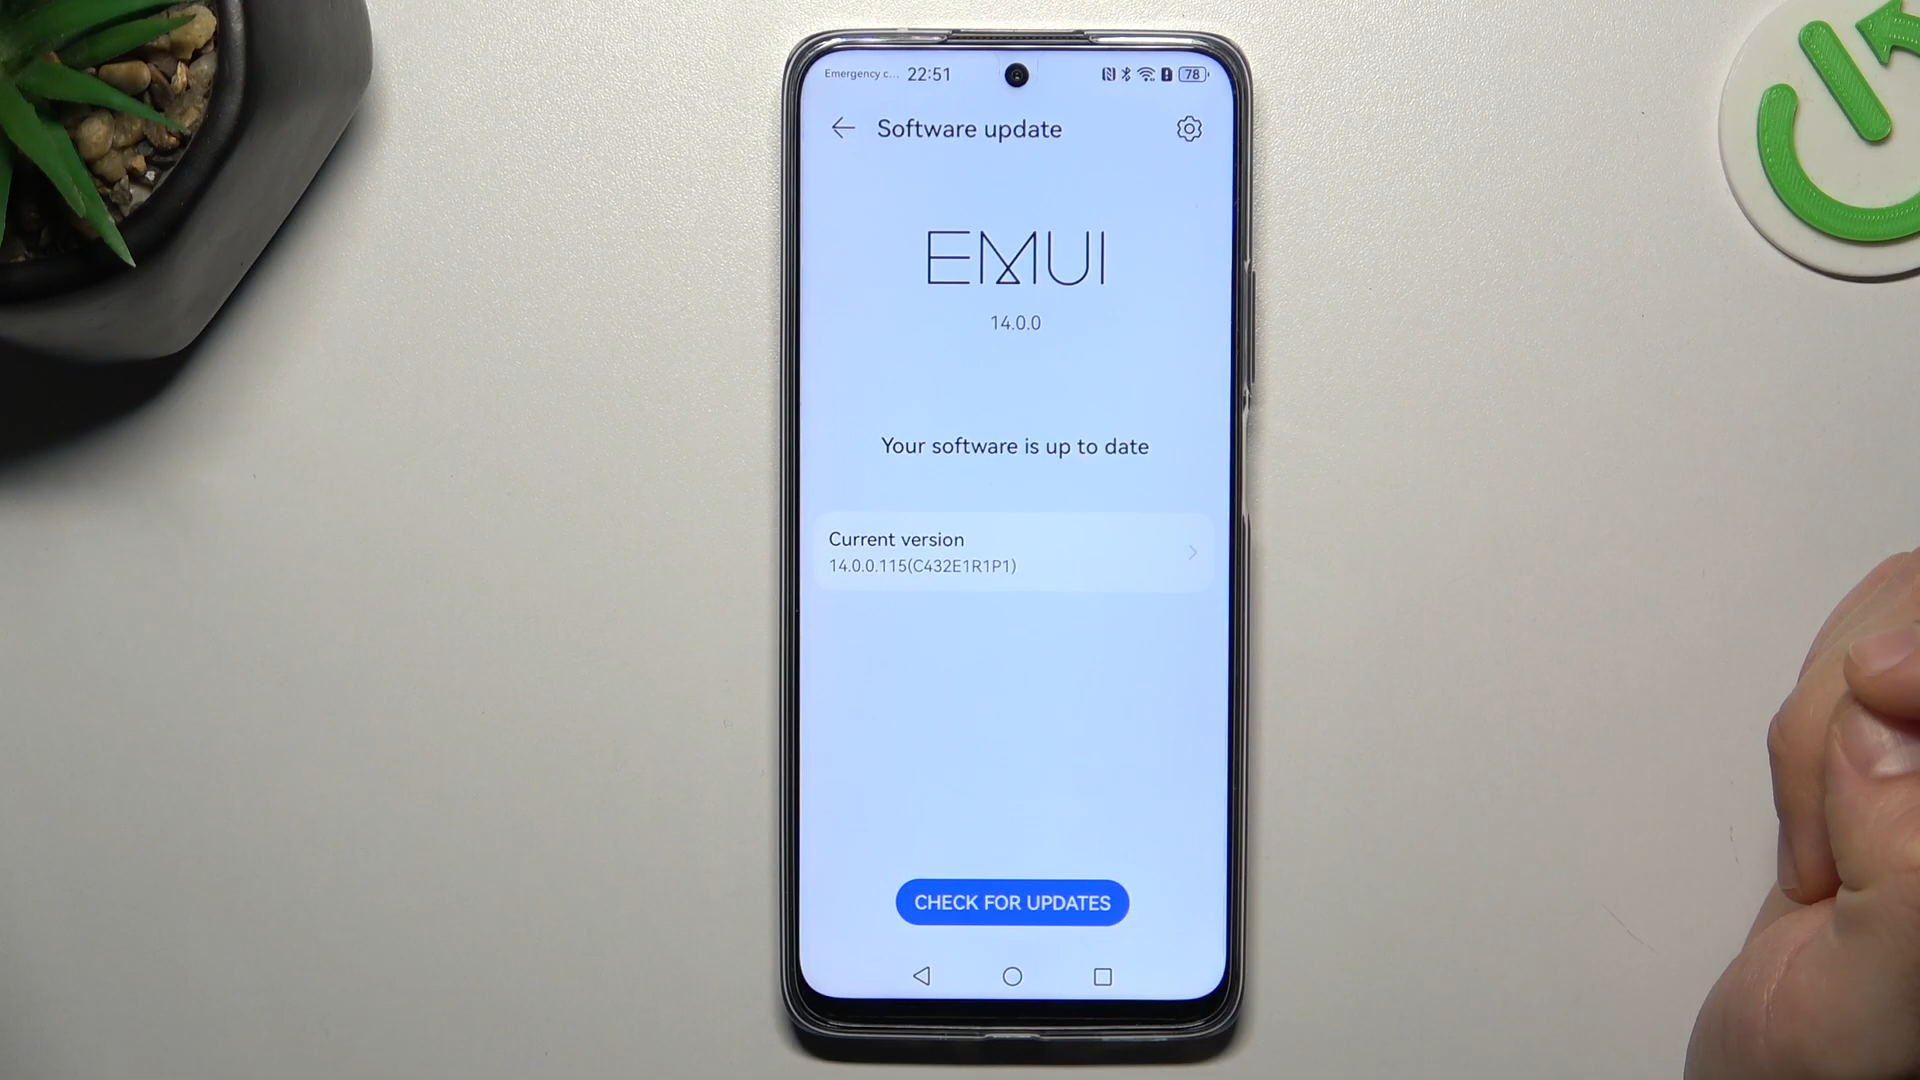 Emergency c... 22:51 78
Software update
EMUI
14.0.0
Your software is up to date
Current version
14.0.0.115(C432E1R1P1)
CHECK FOR UPDATES